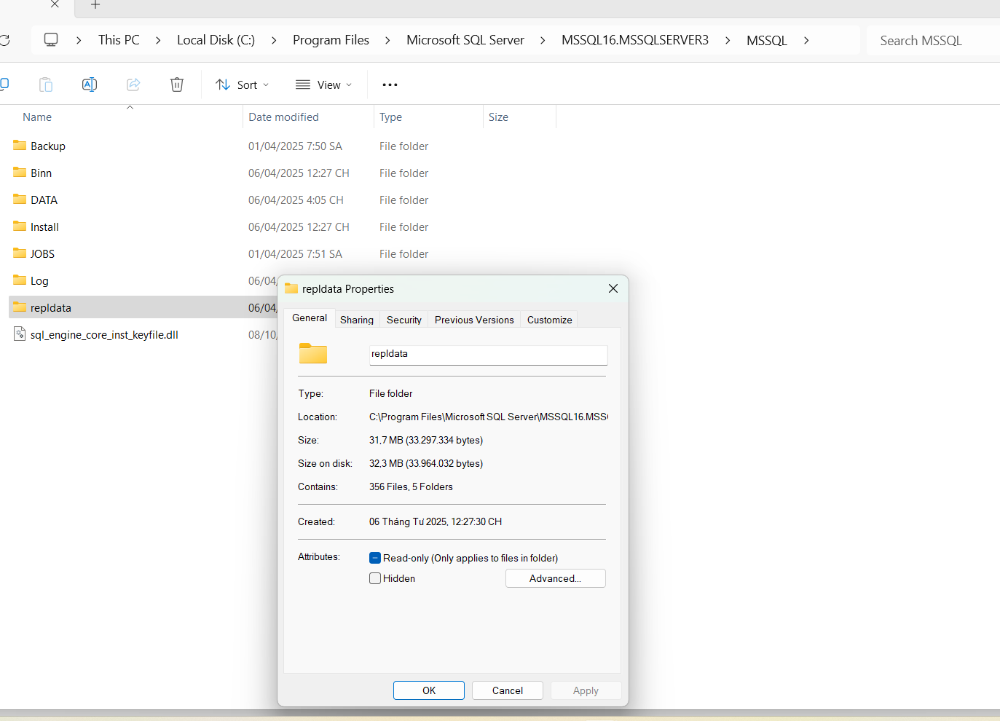 This PC > Local Disk (C:) > Program Files > Microsoft SQL Server > MSSQL16.MSSQLSERVER3 > MSSQL >
Search MSSQL
Sort
View
Name Date modified Type Size
Backup 01/04/2025 7:50 SA File folder
Binn 06/04/2025 12:27 CH File folder
DATA 06/04/2025 4:05 CH File folder
Install 06/04/2025 12:27 CH File folder
JOBS 01/04/2025 7:51 SA File folder
Log 06/04/
repldata 06/04/
sql_engine_core_inst_keyfile.dll 08/10/
repldata Properties
General Sharing Security Previous Versions Customize
repldata
Type: File folder
Location: C:\Program Files\Microsoft SQL Server\MSSQL16.MSS
Size: 31,7 MB (33.297.334 bytes)
Size on disk: 32,3 MB (33.964.032 bytes)
Contains: 356 Files, 5 Folders
Created: 06 Tháng Tư 2025, 12:27:30 CH
Attributes: Read-only (Only applies to files in folder)
Hidden Advanced...
OK Cancel Apply